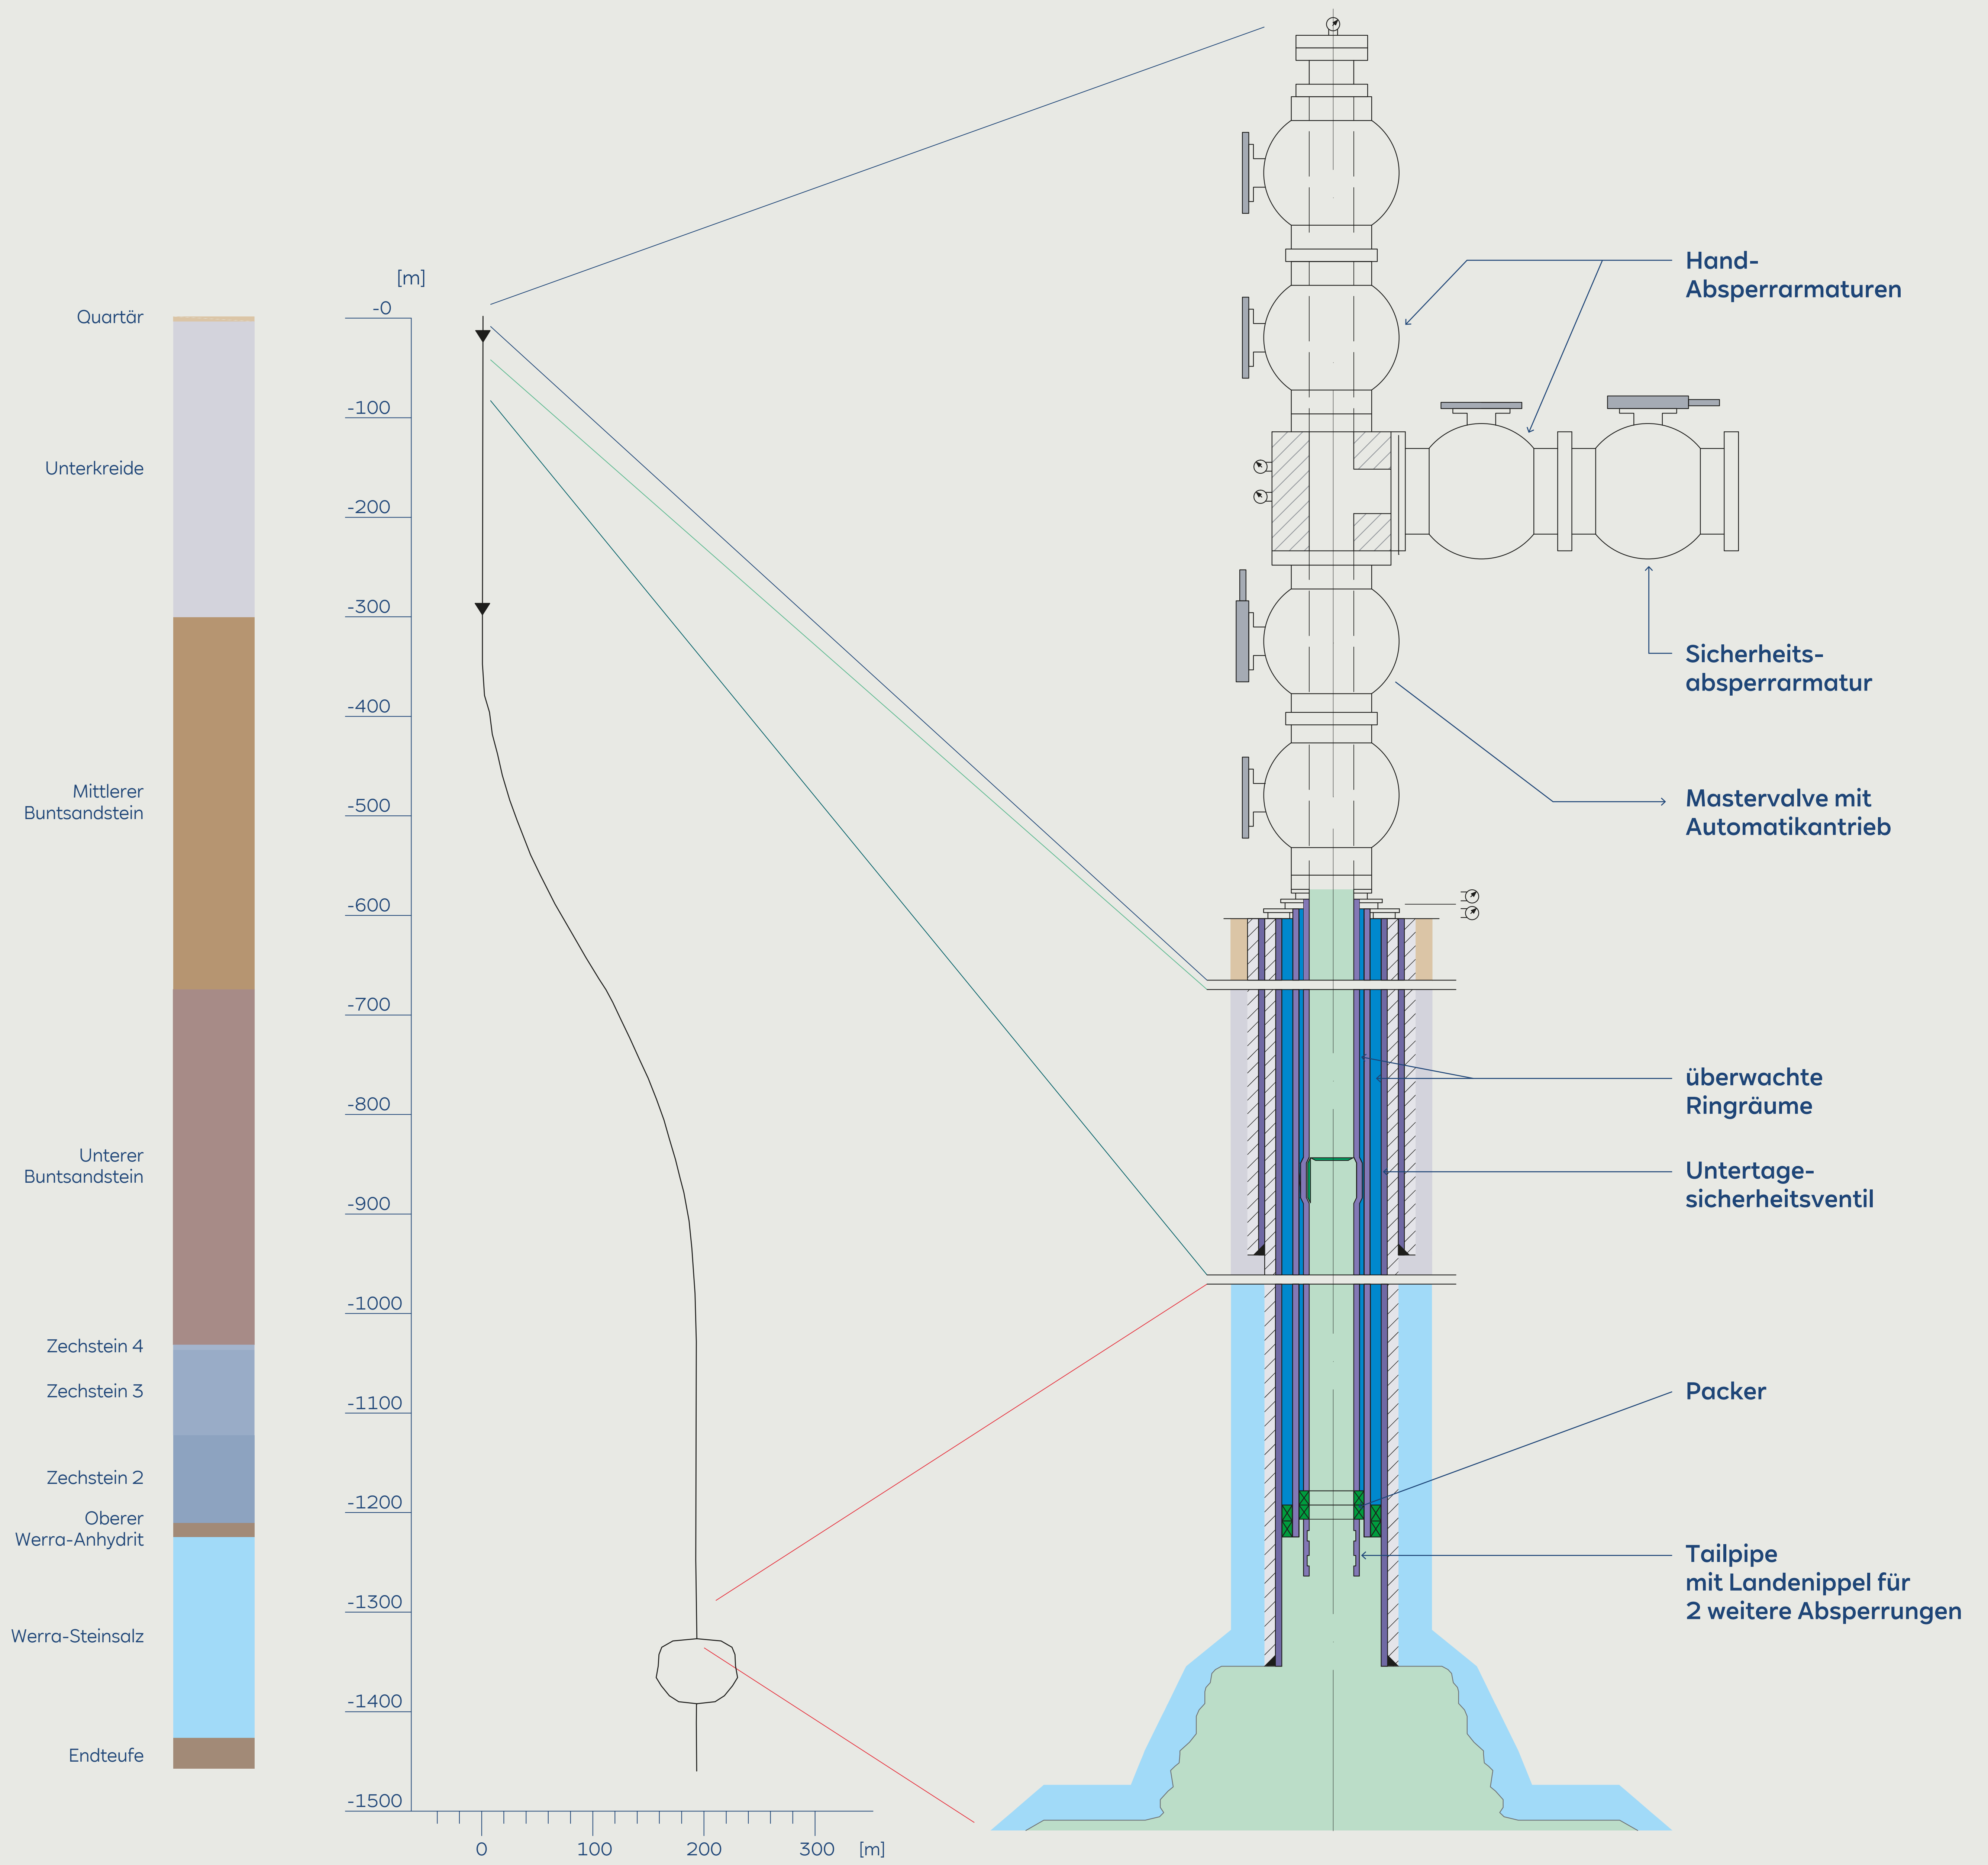 Quartär
Unterkreide
Mittlerer
Buntsandstein
Unterer
Buntsandstein
Zechstein 4
Zechstein 3
Zechstein 2
Oberer
Werra-Anhydrit
Werra-Steinsalz
Endteufe
[m]
-0
-100
-200
-300
-400
-500
-600
-700
-800
-900
-1000
-1100
-1200
-1300
-1400
-1500
0 100 200 300 [m]
Hand-
Absperrarmaturen
Sicherheits-
absperrarmatur
Mastervalve mit
Automatikantrieb
überwachte
Ringräume
Untertage-
sicherheitsventil
Packer
Tailpipe
mit Landenippel für
2 weitere Absperrungen